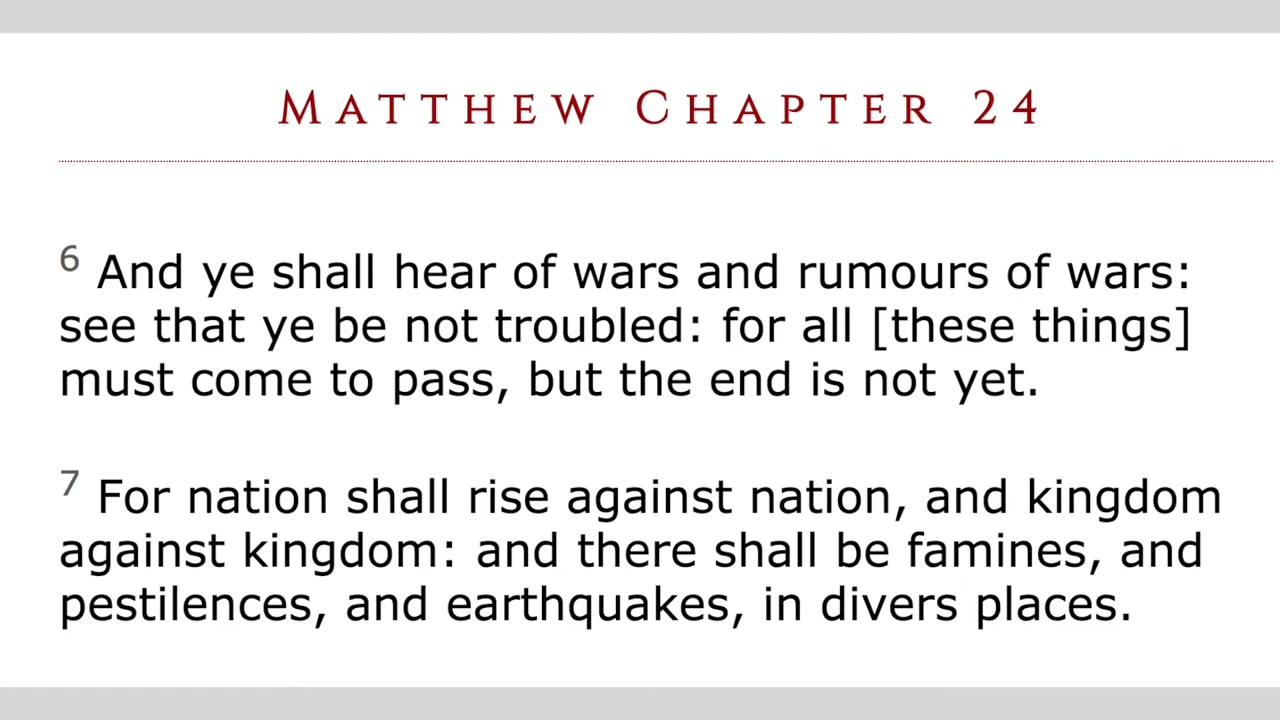 MATTHEW CHAPTER 24
6 And ye shall hear of wars and rumours of wars:
see that ye be not troubled: for all [these things]
must come to pass, but the end is not yet.
7 For nation shall rise against nation, and kingdom
against kingdom: and there shall be famines, and
pestilences, and earthquakes, in divers places.